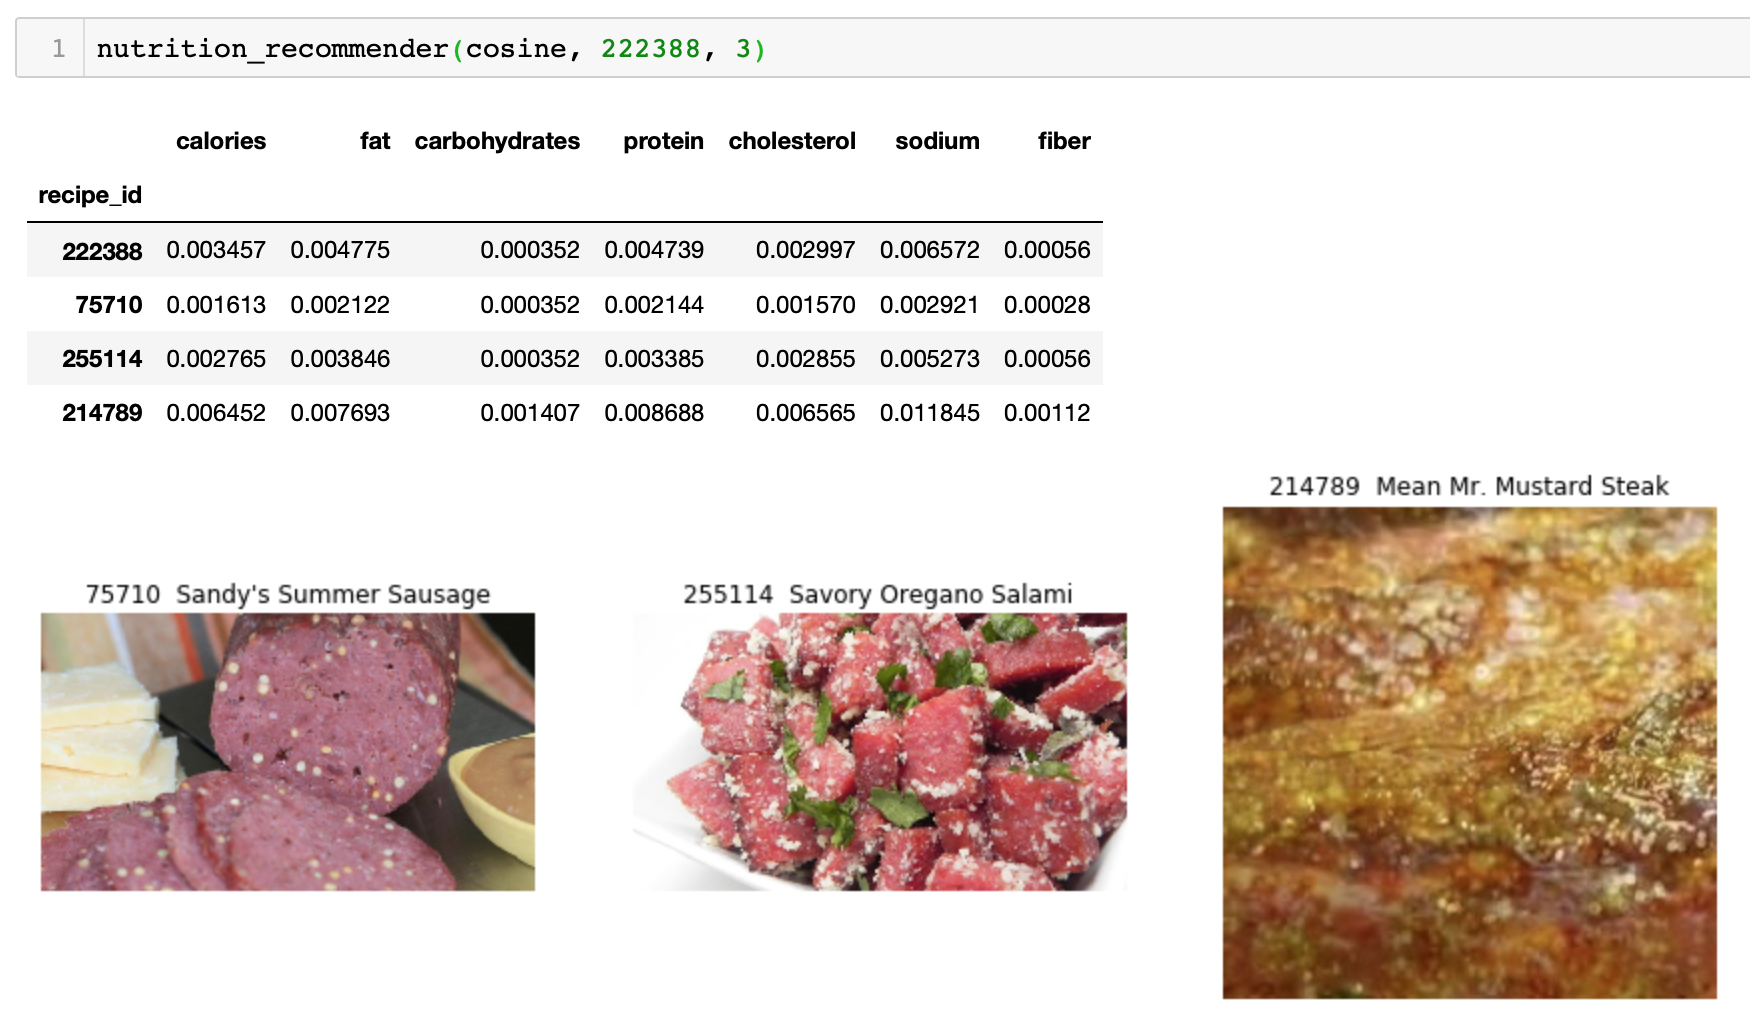 1 nutrition_recommender(cosine, 222388, 3)
calories fat carbohydrates protein cholesterol sodium fiber
recipe_id
222388 0.003457 0.004775 0.000352 0.004739 0.002997 0.006572 0.00056
75710 0.001613 0.002122 0.000352 0.002144 0.001570 0.002921 0.00028
255114 0.002765 0.003846 0.000352 0.003385 0.002855 0.005273 0.00056
214789 0.006452 0.007693 0.001407 0.008688 0.006565 0.011845 0.00112
214789 Mean Mr. Mustard Steak
75710 Sandy's Summer Sausage
255114 Savory Oregano Salami